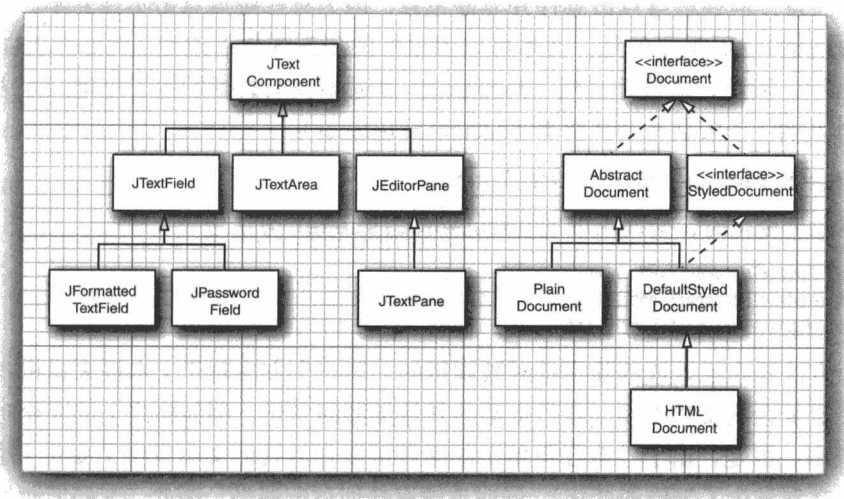 JText
Component
<<interface>>
Document
JTextField
JTextArea
JEditorPane
Abstract
Document
<<interface>>
StyledDocument
JFormatted
TextField
JPassword
Field
JTextPane
Plain
Document
DefaultStyled
Document
HTML
Document